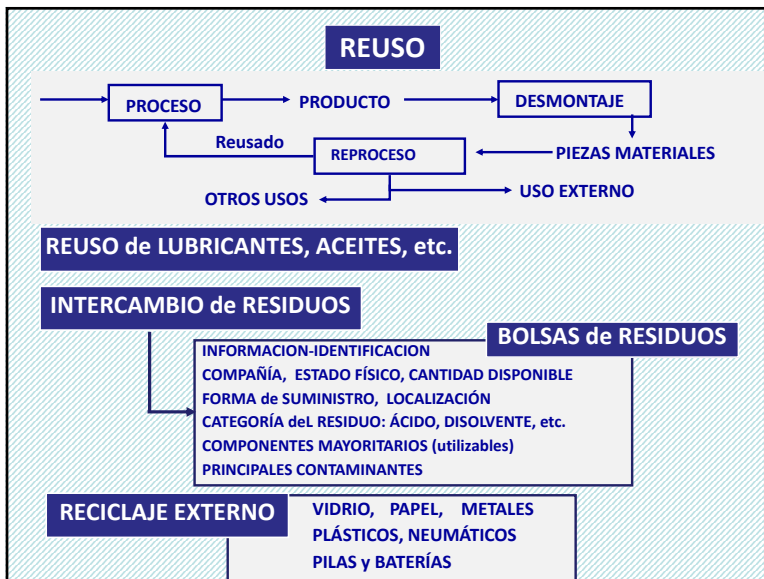 REUSO
PROCESO
PRODUCTO
DESMONTAJE
Reusado
REPROCESO
PIEZAS MATERIALES
OTROS USOS
USO EXTERNO
REUSO de LUBRICANTES, ACEITES, etc.
INTERCAMBIO de RESIDUOS
BOLSAS de RESIDUOS
INFORMACION-IDENTIFICACION
COMPAÑÍA, ESTADO FÍSICO, CANTIDAD DISPONIBLE
FORMA de SUMINISTRO, LOCALIZACIÓN
CATEGORÍA deL RESIDUO: ÁCIDO, DISOLVENTE, etc.
COMPONENTES MAYORITARIOS (utilizables)
PRINCIPALES CONTAMINANTES
RECICLAJE EXTERNO
VIDRIO, PAPEL, METALES
PLÁSTICOS, NEUMÁTICOS
PILAS y BATERÍAS